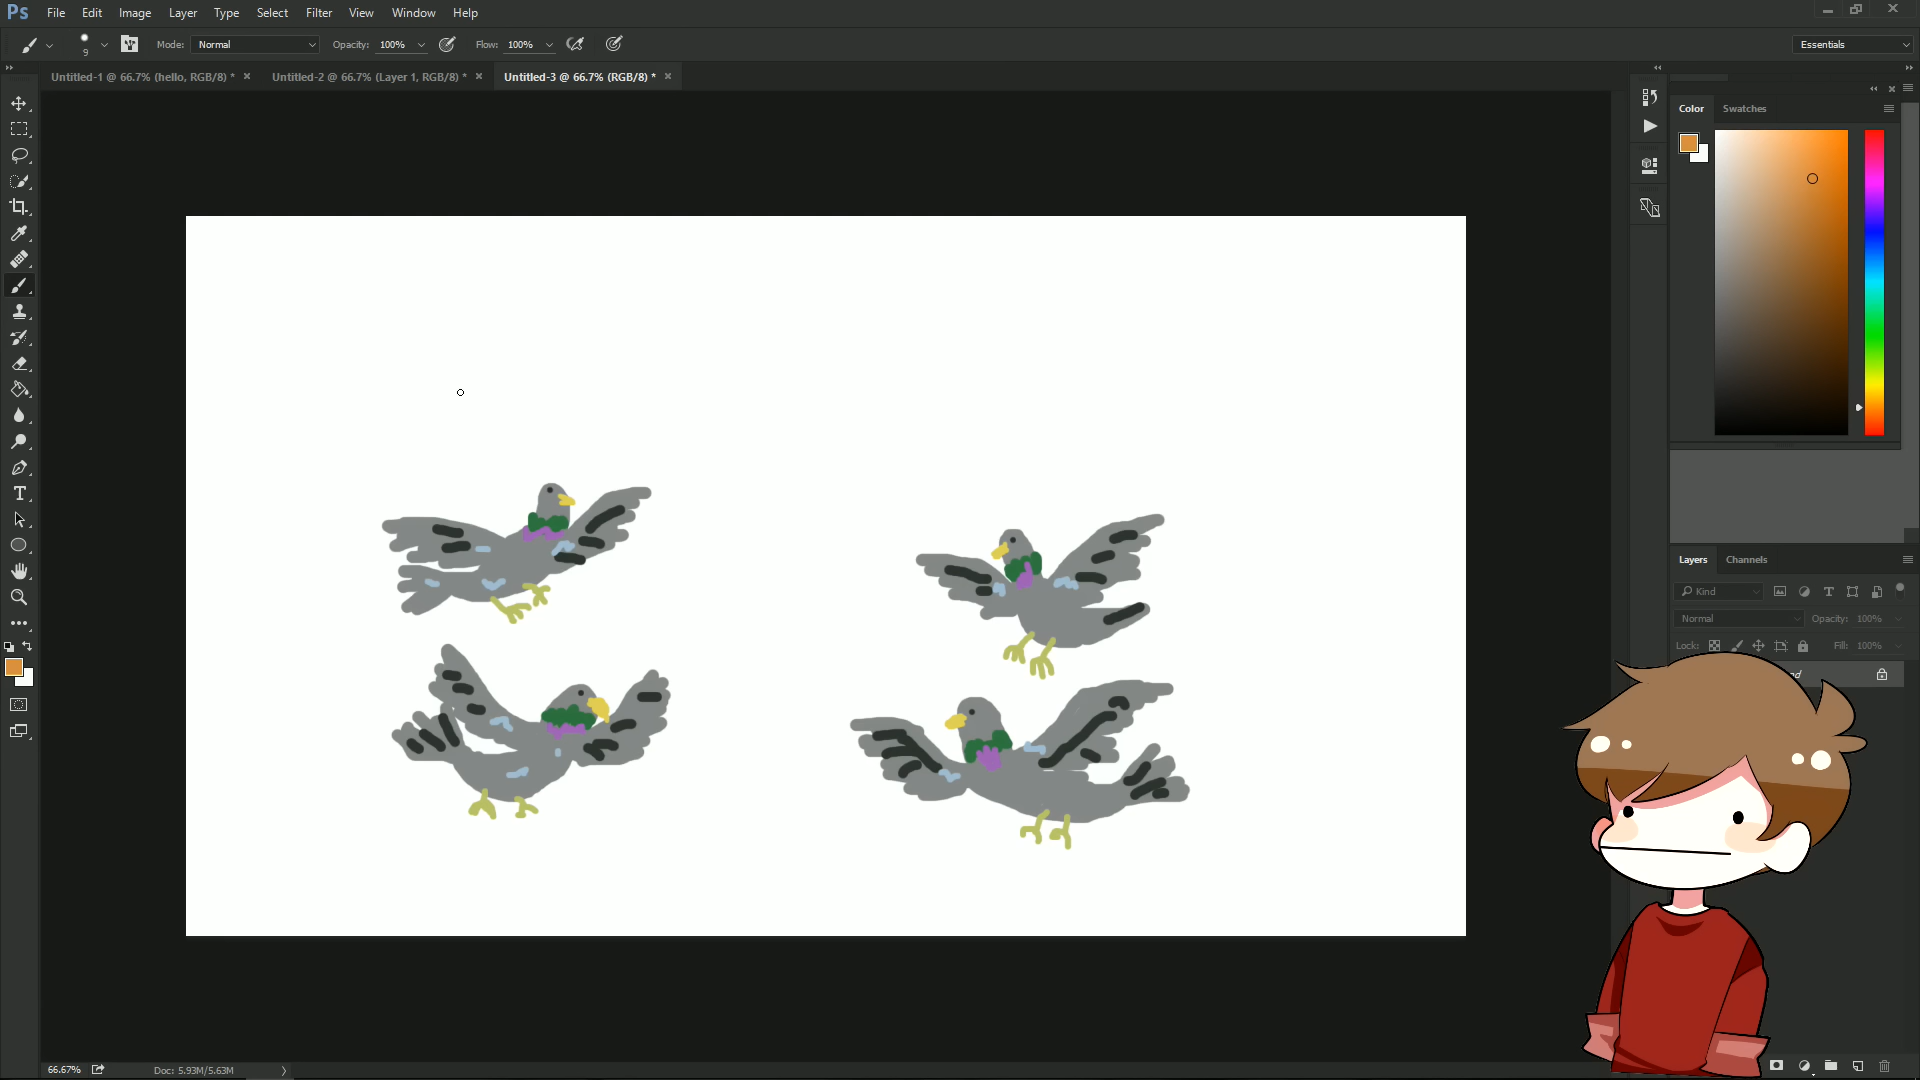 Ps File Edit Image Layer Type Select Filter View Window Help
9 Mode: Normal Opacity: 100% Flow: 100% Essentials
Untitled-1 @ 66.7% (hello, RGB/8) * Untitled-2 @ 66.7% (Layer 1, RGB/8) * Untitled-3 @ 66.7% (RGB/8) *
Color Swatches
Layers Channels
Kind
Normal Opacity: 100%
Lock: Fill: 100%
66.67% Doc: 5.93M/5.63M